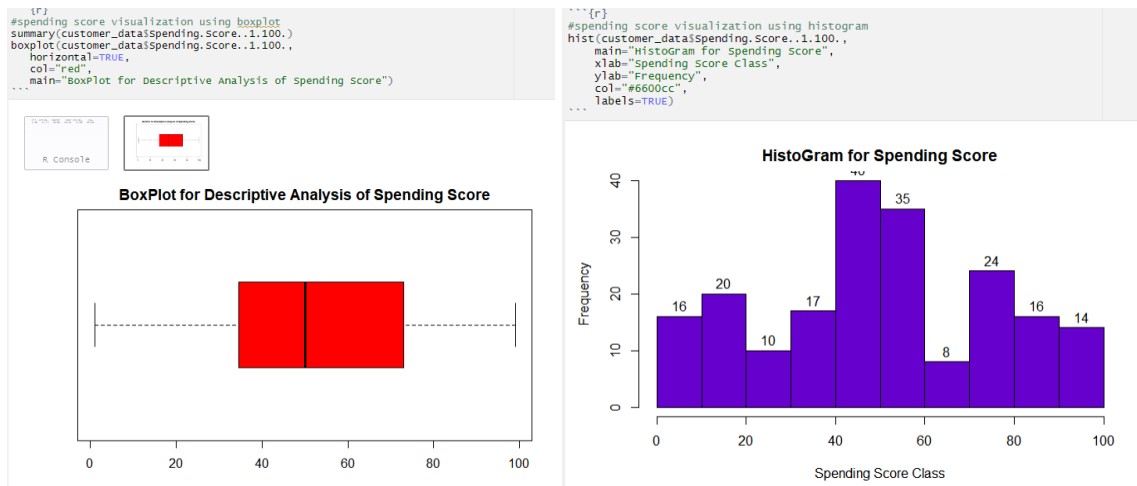 {r}
#spending score visualization using boxplot
summary(customer_data$Spending.Score..1.100.)
boxplot(customer_data$Spending.Score..1.100.,
horizontal=TRUE,
col="red",
main="BoxPlot for Descriptive Analysis of Spending Score")
```
R Console
BoxPlot for Descriptive Analysis of Spending Score
0 20 40 60 80 100
```{r}
#spending score visualization using histogram
hist(customer_data$Spending.Score..1.100.,
main="HistoGram for Spending Score",
xlab="Spending Score Class",
ylab="Frequency",
col="#6600cc",
labels=TRUE)
```
HistoGram for Spending Score
Frequency
0 10 20 30 40
16 20 10 17 40 35 8 24 16 14
0 20 40 60 80 100
Spending Score Class